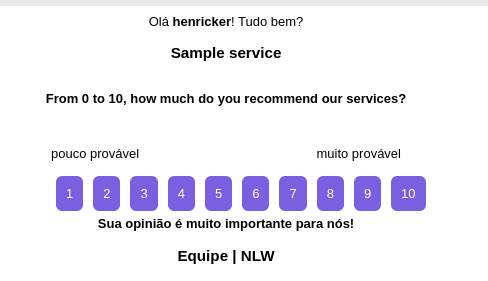 Olá henricker! Tudo bem?
Sample service
From 0 to 10, how much do you recommend our services?
pouco provável muito provável
1 2 3 4 5 6 7 8 9 10
Sua opinião é muito importante para nós!
Equipe | NLW